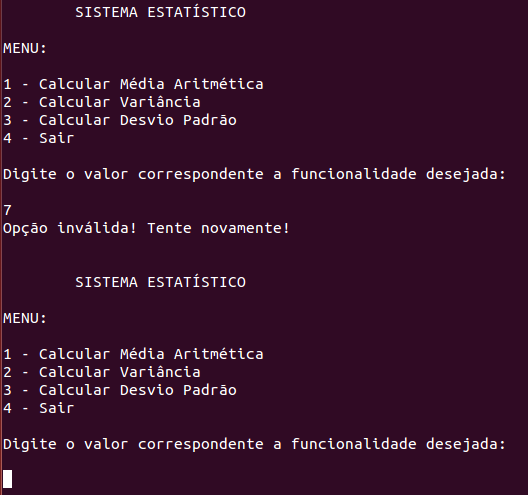 SISTEMA ESTATÍSTICO
MENU:
1 - Calcular Média Aritmética
2 - Calcular Variância
3 - Calcular Desvio Padrão
4 - Sair
Digite o valor correspondente a funcionalidade desejada:
7
Opção inválida! Tente novamente!
SISTEMA ESTATÍSTICO
MENU:
1 - Calcular Média Aritmética
2 - Calcular Variância
3 - Calcular Desvio Padrão
4 - Sair
Digite o valor correspondente a funcionalidade desejada: